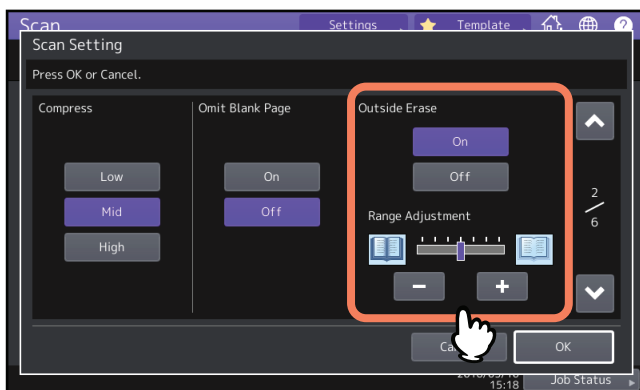 Scan
Settings
Template
?
Scan Setting
Press OK or Cancel.
Compress
Omit Blank Page
Outside Erase
On
Low
On
Off
Mid
Off
Range Adjustment
High
2
6
− +
OK
15:18
Job Status